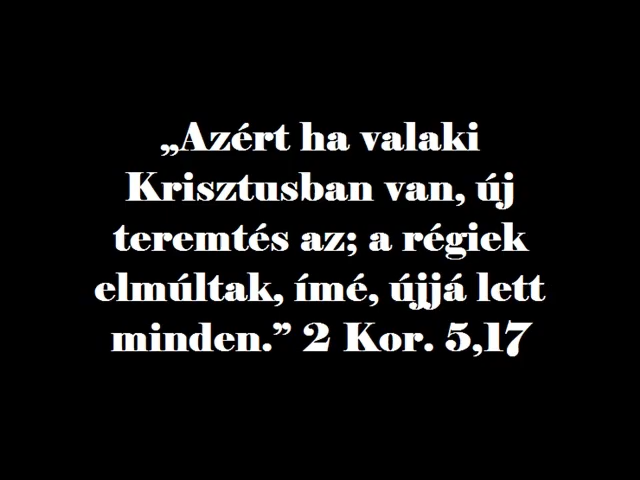 „Azért ha valaki
Krisztusban van, új
teremtés az; a régiek
elmúltak, ímé, újjá lett
minden.” 2 Kor. 5,17